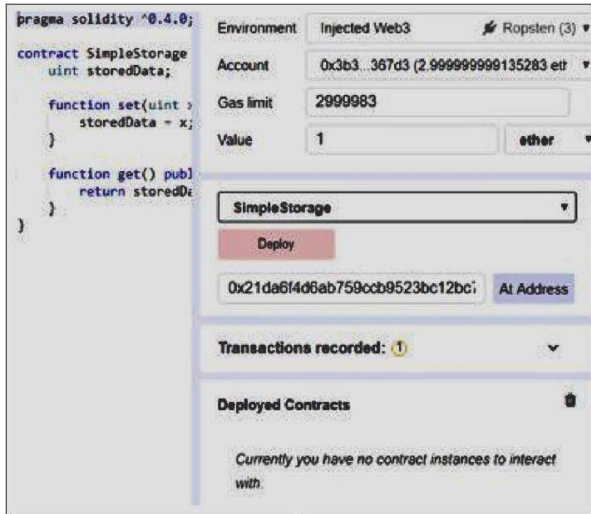 pragma solidity ^0.4.0;
contract SimpleStorage
uint storedData;
function set(uint x
storedData = x;
}
function get() publ
return storedDa
}
}
Environment Injected Web3 Ropsten (3)
Account 0x3b3...367d3 (2.999999999135283 eth
Gas limit 2999983
Value 1 ether
SimpleStorage
Deploy
0x21da6f4d6ab759ccb9523bc12bc7 At Address
Transactions recorded: 1
Deployed Contracts
Currently you have no contract instances to interact
with.